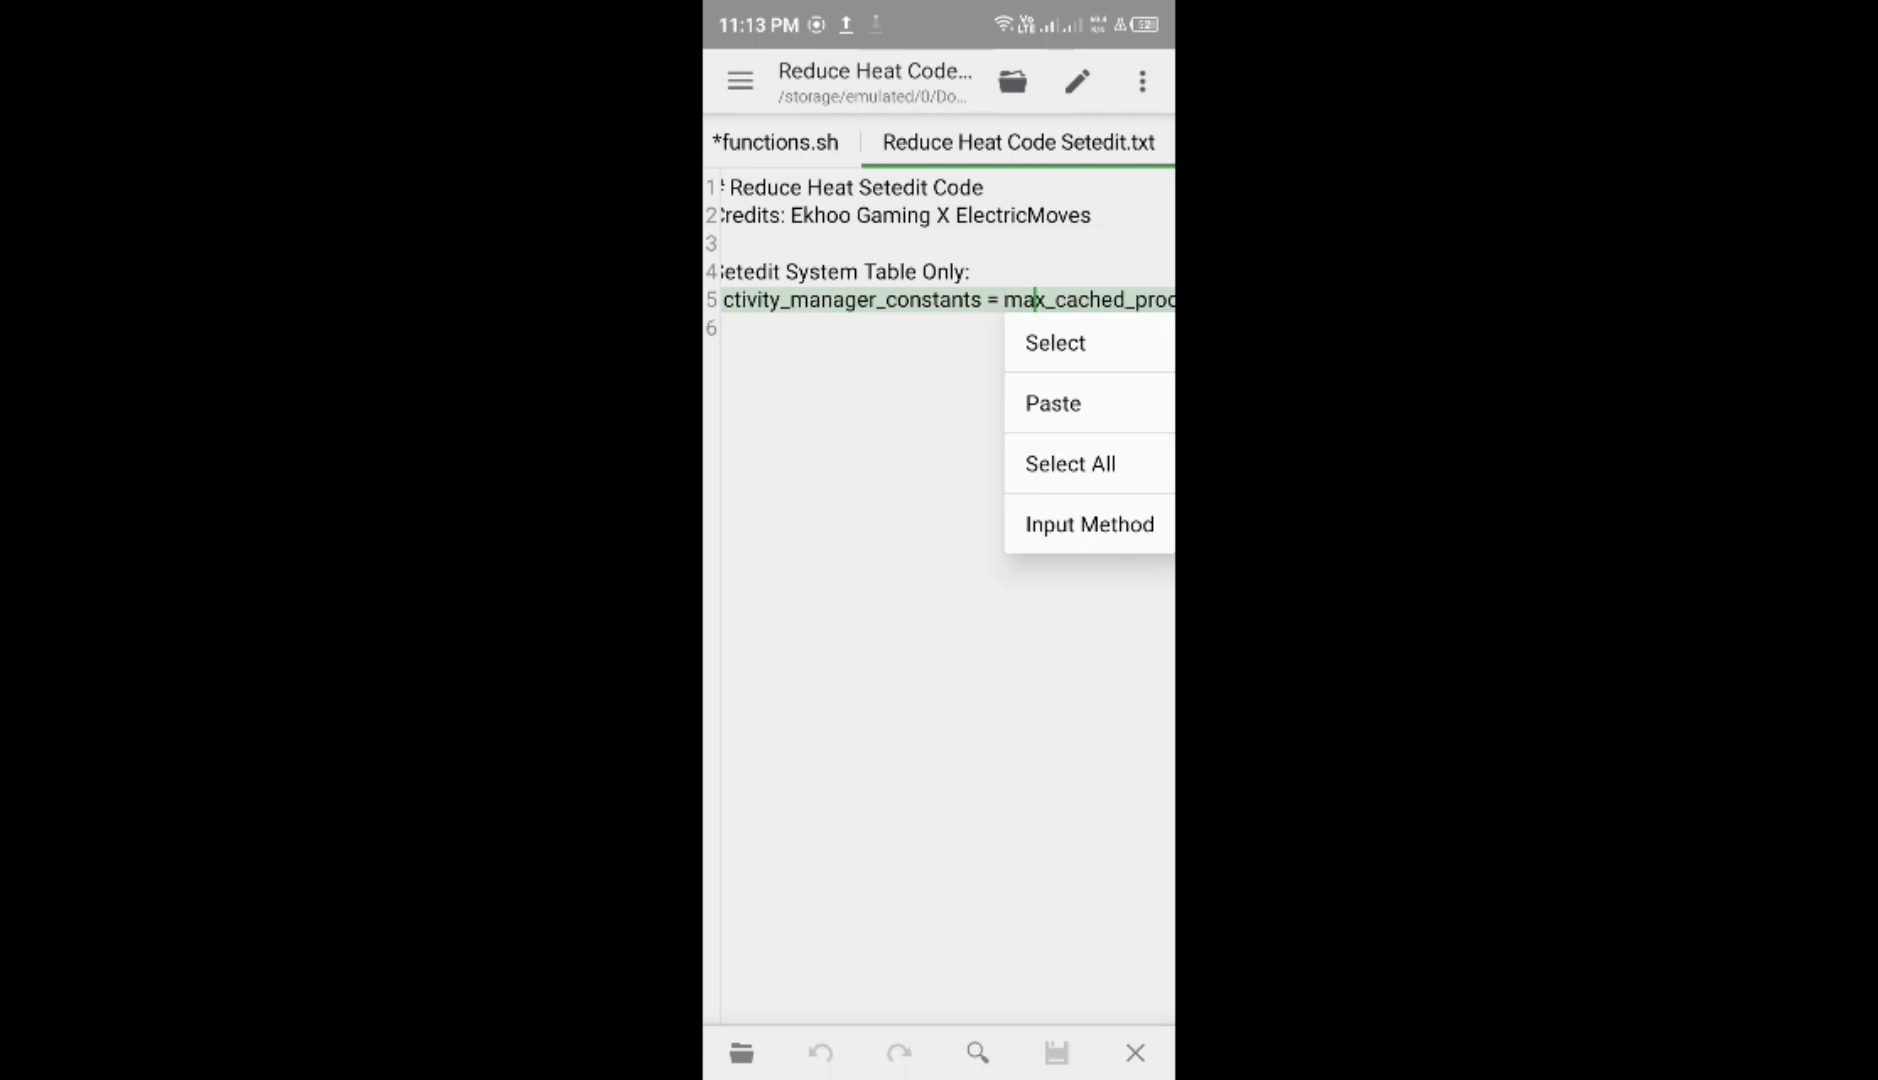 11:13 PM
Reduce Heat Code...
/storage/emulated/0/Do...
*functions.sh
Reduce Heat Code Setedit.txt
1 Reduce Heat Setedit Code
2 redits: Ekhoo Gaming X ElectricMoves
3
4 etedit System Table Only:
5 ctivity_manager_constants = max_cached_proc
6
Select
Paste
Select All
Input Method